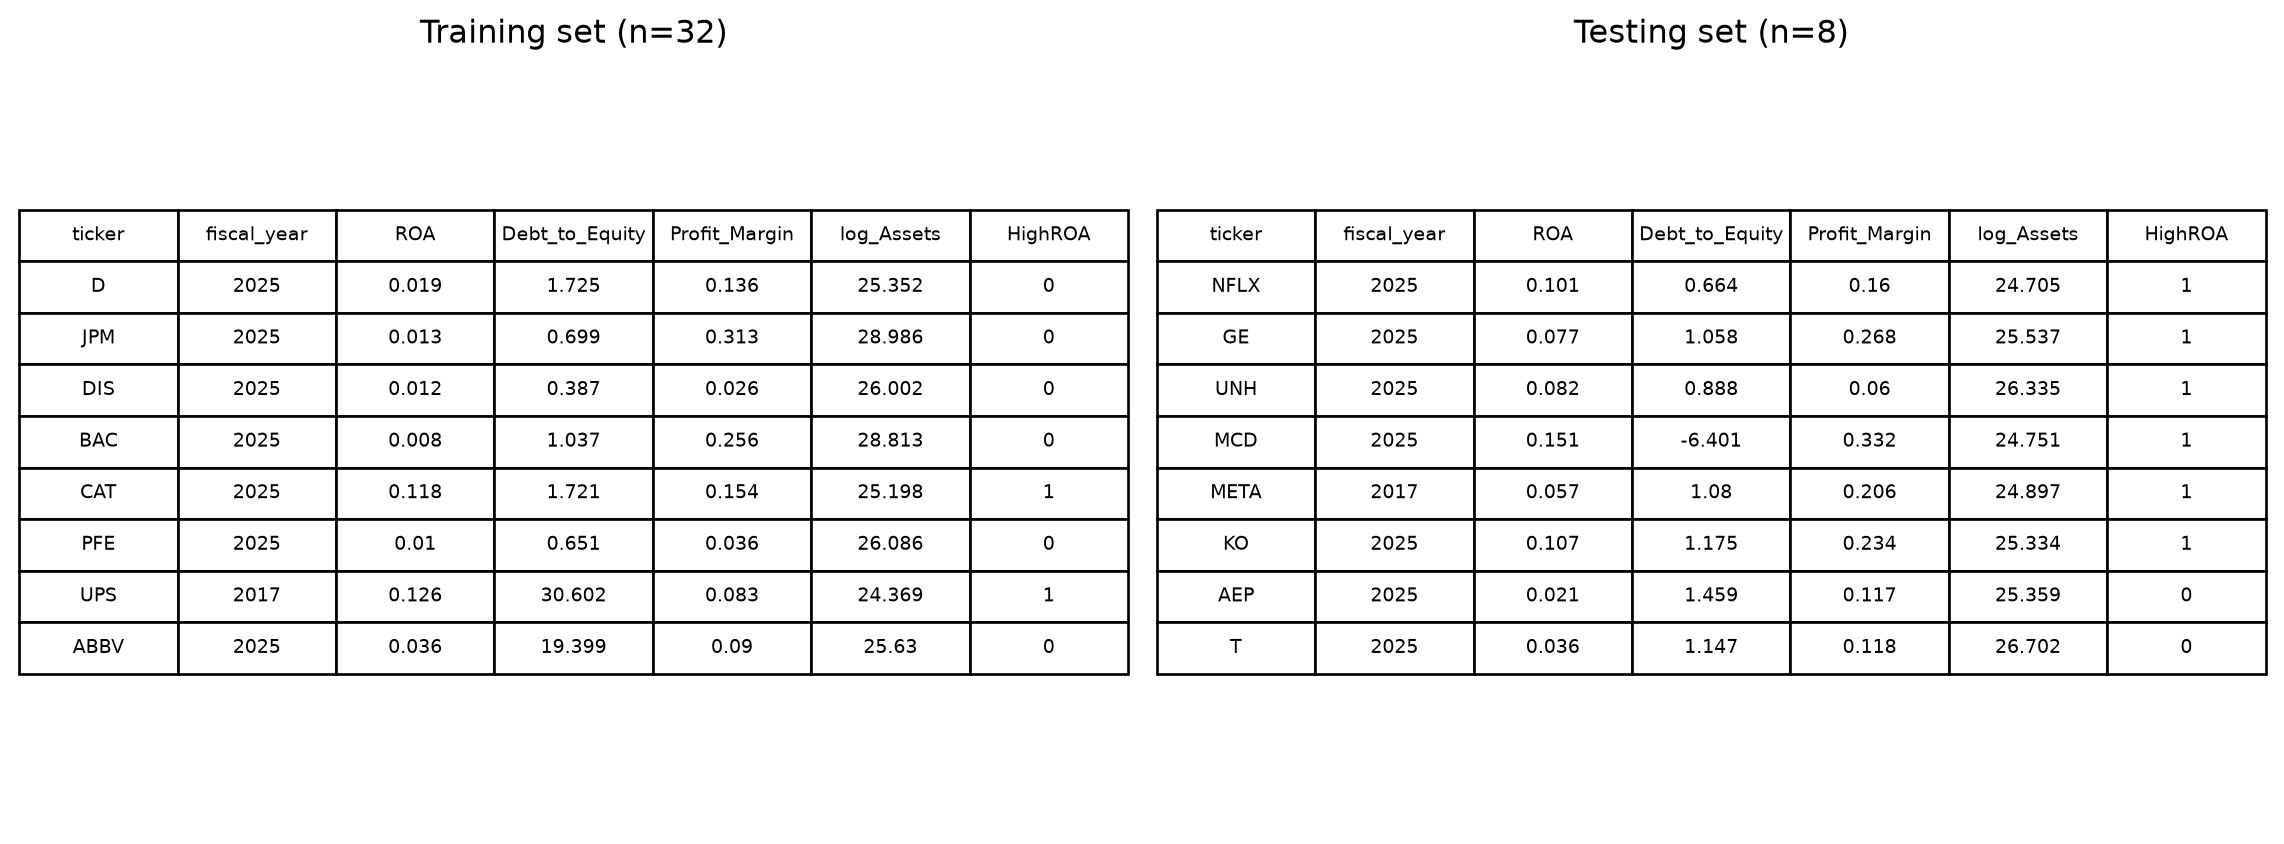 Training set (n=32)
ticker fiscal_year ROA Debt_to_Equity Profit_Margin log_Assets HighROA
D 2025 0.019 1.725 0.136 25.352 0
JPM 2025 0.013 0.699 0.313 28.986 0
DIS 2025 0.012 0.387 0.026 26.002 0
BAC 2025 0.008 1.037 0.256 28.813 0
CAT 2025 0.118 1.721 0.154 25.198 1
PFE 2025 0.01 0.651 0.036 26.086 0
UPS 2017 0.126 30.602 0.083 24.369 1
ABBV 2025 0.036 19.399 0.09 25.63 0
Testing set (n=8)
ticker fiscal_year ROA Debt_to_Equity Profit_Margin log_Assets HighROA
NFLX 2025 0.101 0.664 0.16 24.705 1
GE 2025 0.077 1.058 0.268 25.537 1
UNH 2025 0.082 0.888 0.06 26.335 1
MCD 2025 0.151 -6.401 0.332 24.751 1
META 2017 0.057 1.08 0.206 24.897 1
KO 2025 0.107 1.175 0.234 25.334 1
AEP 2025 0.021 1.459 0.117 25.359 0
T 2025 0.036 1.147 0.118 26.702 0